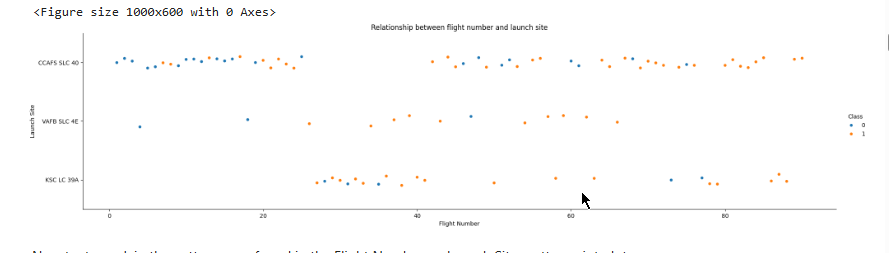 <Figure size 1000x600 with 0 Axes>
Relationship between flight number and launch site
CCAFS SLC 40
VAFB SLC 4E
KSC LC 39A
Launch Site
0
20
40
60
80
Flight Number
Class
0
1